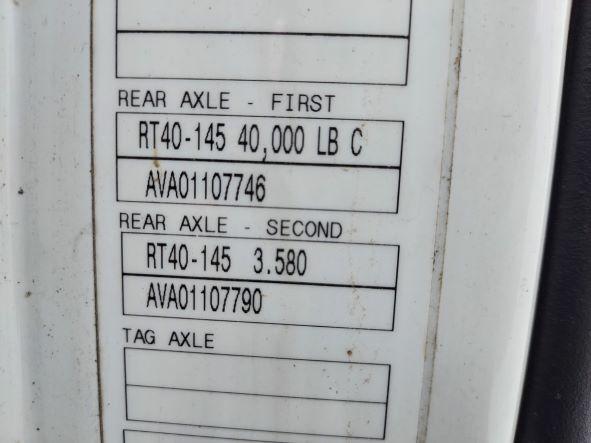 REAR AXLE - FIRST
RT40-145 40,000 LB C
AVA01107746
REAR AXLE - SECOND
RT40-145 3.580
AVA01107790
TAG AXLE